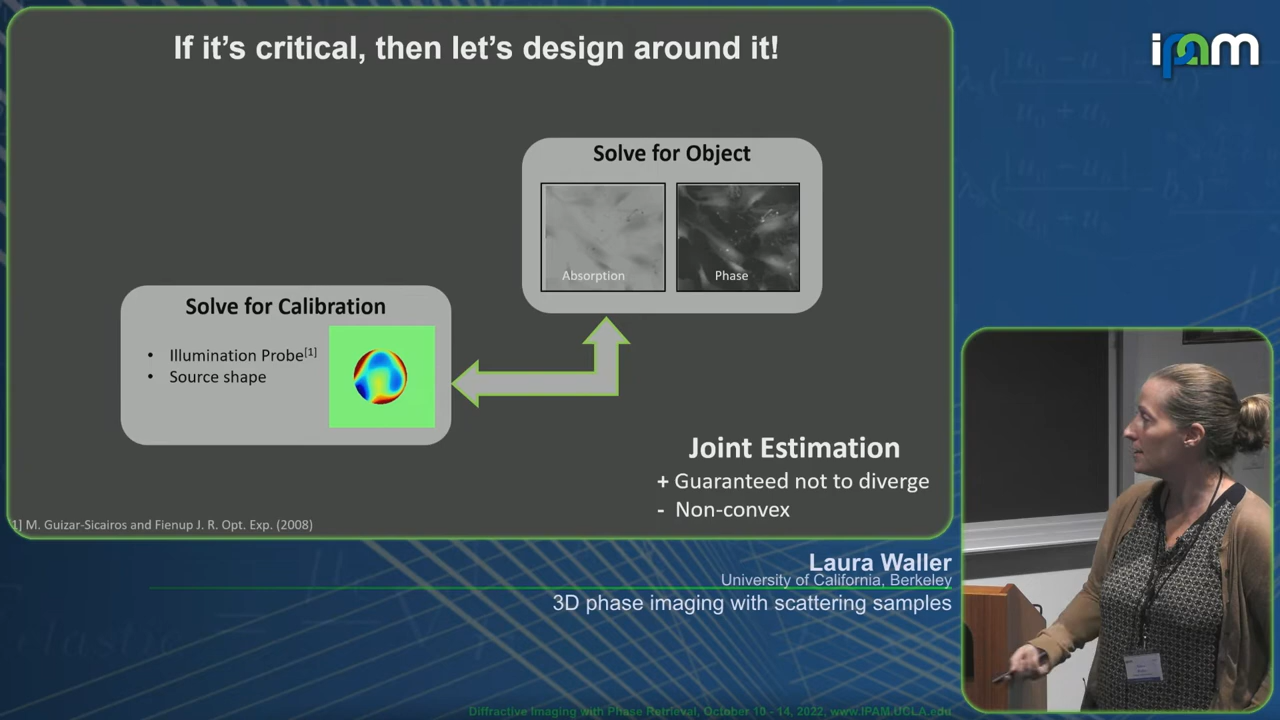 If it's critical, then let's design around it!
ipam
Solve for Object
Absorption
Phase
Solve for Calibration
• Illumination Probe[1]
• Source shape
Joint Estimation
+ Guaranteed not to diverge
- Non-convex
1] M. Guizar-Sicairos and Fienup J. R. Opt. Exp. (2008)
Laura Waller
University of California, Berkeley
3D phase imaging with scattering samples
Diffractive Imaging with Phase Retrieval, October 10 - 14, 2022, www.IPAM.UCLA.edu